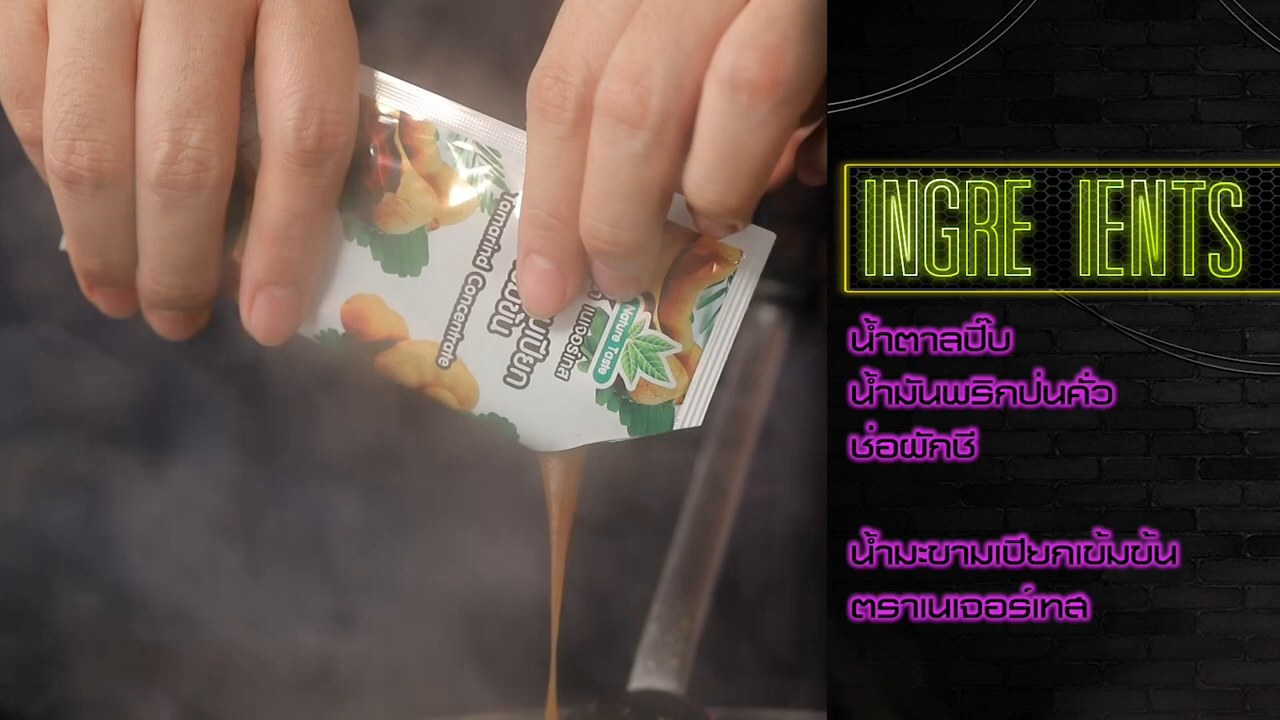 Tamarind Concentrate
Nature Taste
INGRE IENTS
น้ำตาลปี๊บ
น้ำมันพริกป่นคั่ว
ช่อผักชี
น้ำมะขามเปียกเข้มข้น
ตราเนเจอร์เทส